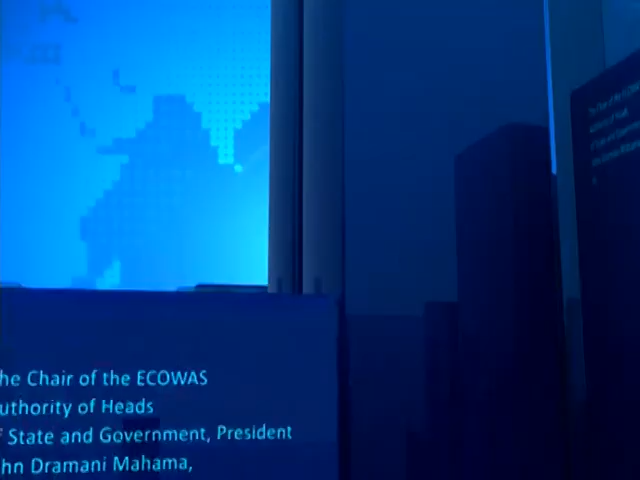 he Chair of the ECOWAS
uthority of Heads
f State and Government, President
hn Dramani Mahama,